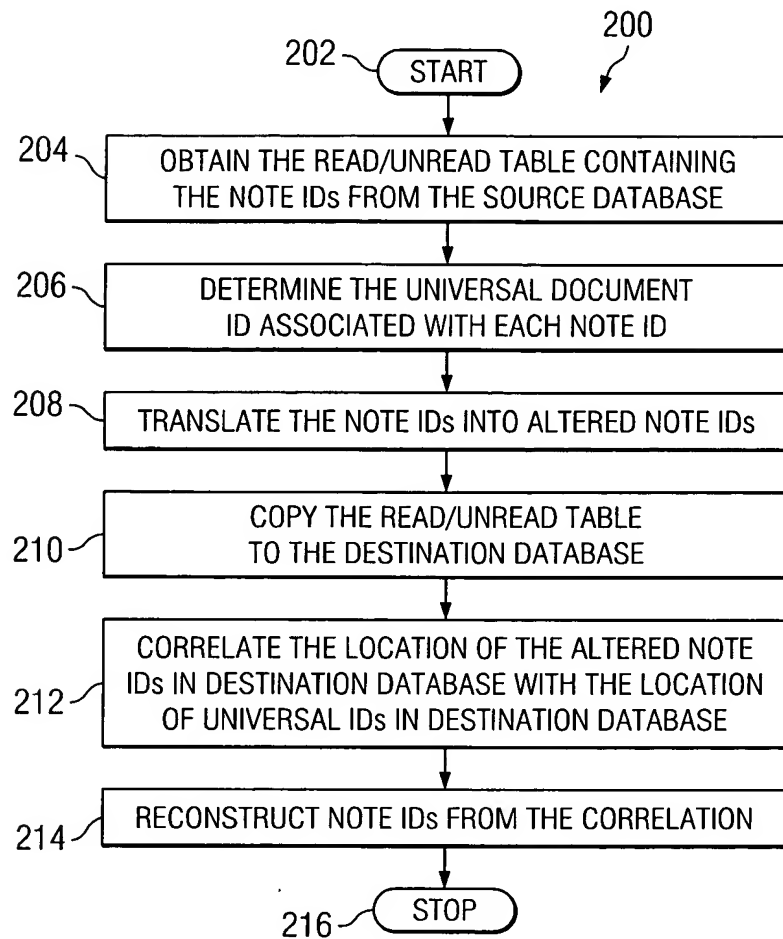 200
202
START
204
OBTAIN THE READ/UNREAD TABLE CONTAINING
THE NOTE IDs FROM THE SOURCE DATABASE
206
DETERMINE THE UNIVERSAL DOCUMENT
ID ASSOCIATED WITH EACH NOTE ID
208
TRANSLATE THE NOTE IDs INTO ALTERED NOTE IDs
210
COPY THE READ/UNREAD TABLE
TO THE DESTINATION DATABASE
212
CORRELATE THE LOCATION OF THE ALTERED NOTE
IDs IN DESTINATION DATABASE WITH THE LOCATION
OF UNIVERSAL IDs IN DESTINATION DATABASE
214
RECONSTRUCT NOTE IDs FROM THE CORRELATION
216
STOP